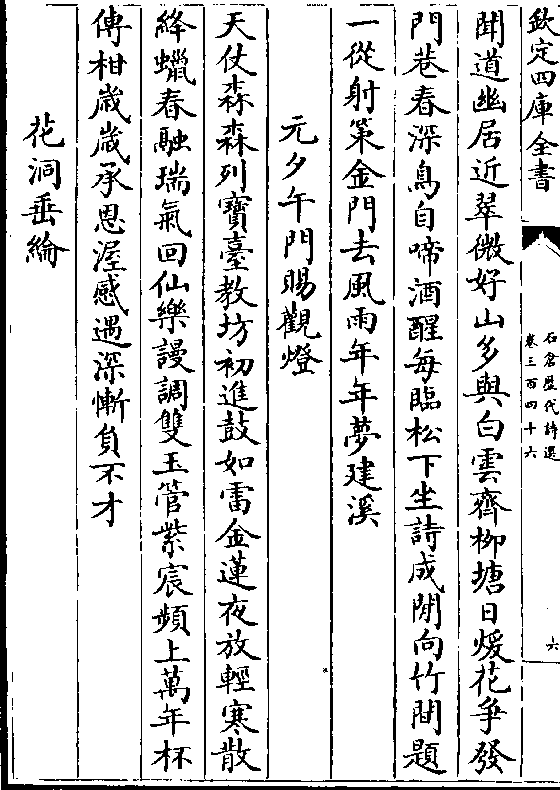 欽定四庫全書
石倉歷代詩選
卷三百四十六
六
聞道幽居近翠微好山多與白雲齊柳塘日煖花爭發
門巷春深鳥自啼酒醒每臨松下坐詩成閒向竹間題
一從射策金門去風雨年年夢建溪
元夕午門賜觀燈
天仗森森列寶臺教坊初進鼓如雷金蓮夜放輕寒散
絳蠟春融瑞氣回仙樂謾調雙玉管紫宸頻上萬年杯
傳柑歲歲承恩渥感遇深慚負不才
花洞垂綸